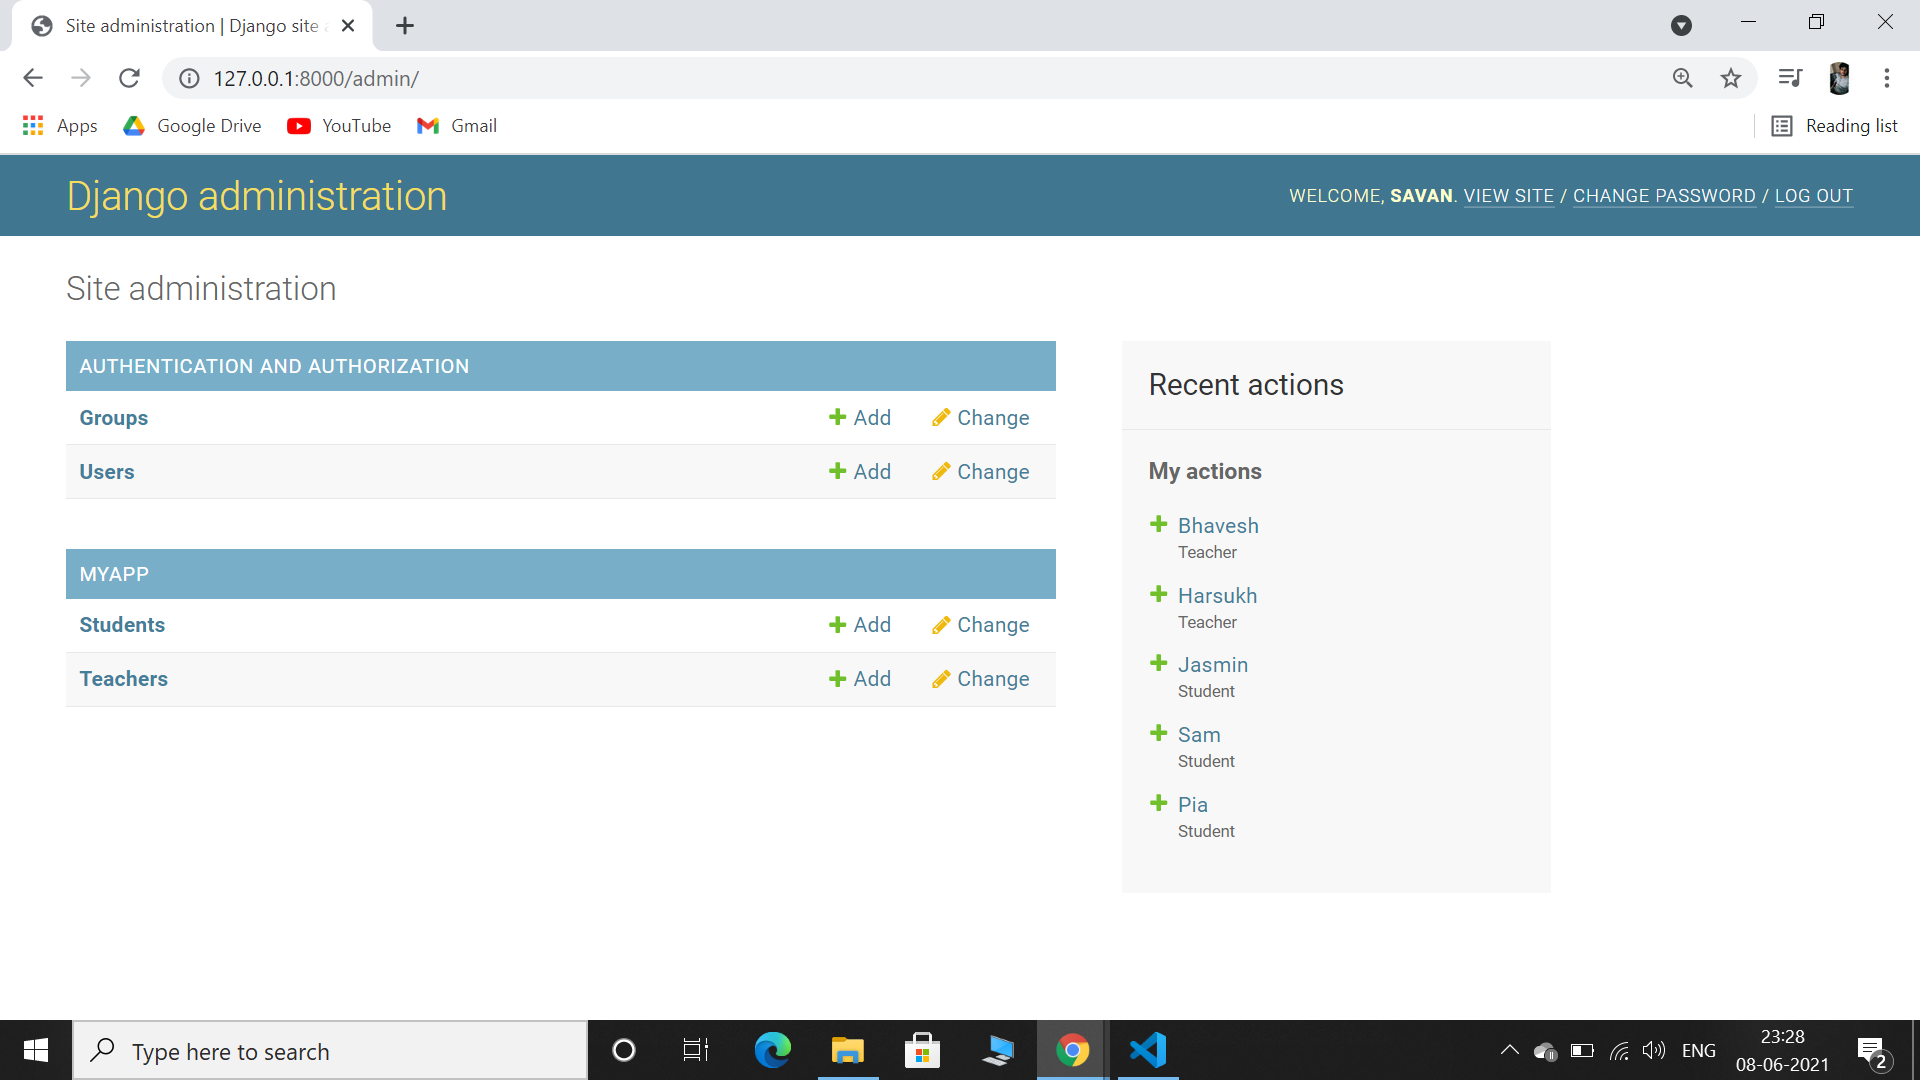 Site administration | Django site
127.0.0.1:8000/admin/
Apps Google Drive YouTube Gmail Reading list
Django administration
WELCOME, SAVAN. VIEW SITE / CHANGE PASSWORD / LOG OUT
Site administration
AUTHENTICATION AND AUTHORIZATION
Groups Add Change
Users Add Change
MYAPP
Students Add Change
Teachers Add Change
Recent actions
My actions
Bhavesh
Teacher
Harsukh
Teacher
Jasmin
Student
Sam
Student
Pia
Student
Type here to search
ENG
23:28
08-06-2021
2